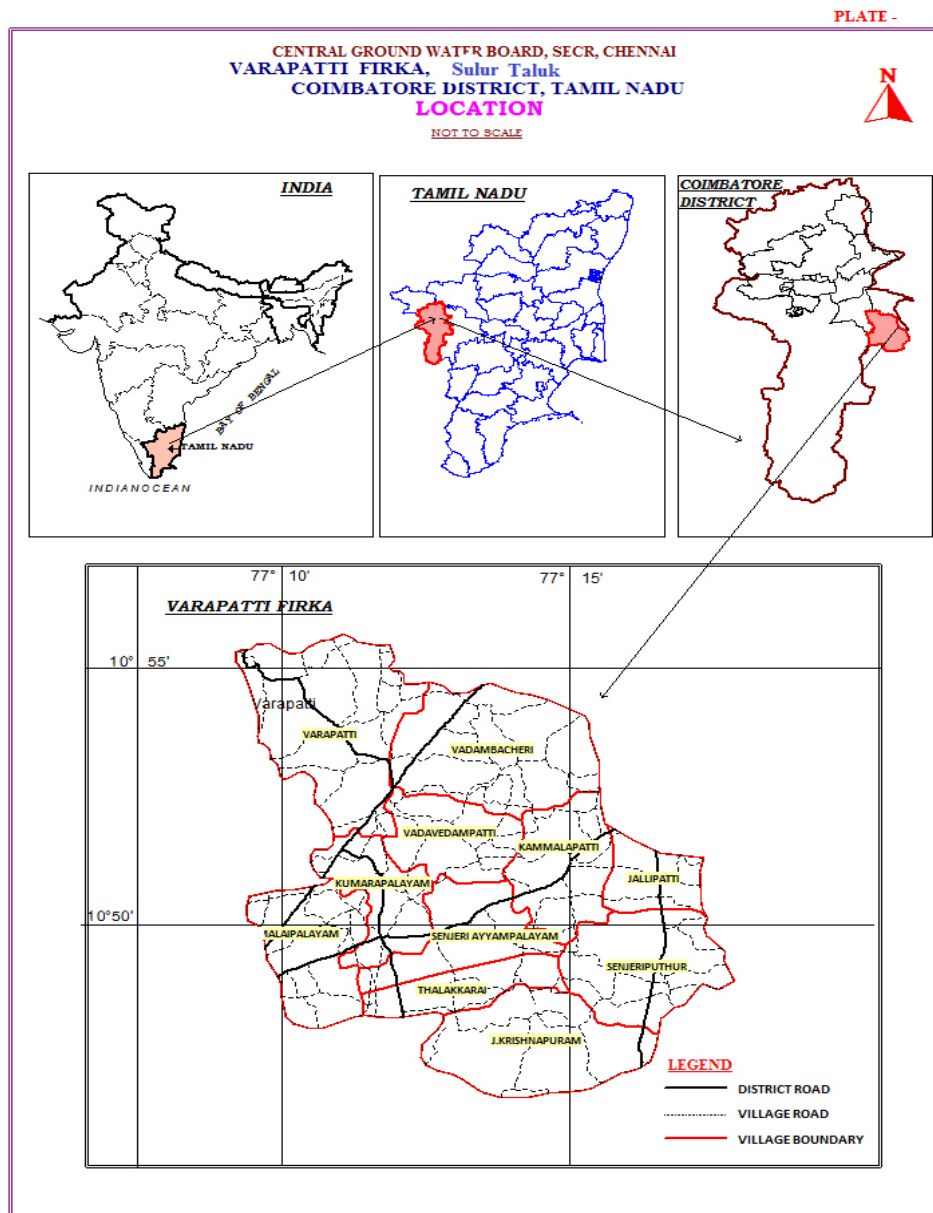 PLATE -
CENTRAL GROUND WATER BOARD, SECR, CHENNAI
VARAPATTI FIRKA, Sulur Taluk
COIMBATORE DISTRICT, TAMIL NADU
LOCATION
NOT TO SCALE
N
INDIA
BAY OF BENGAL
TAMIL NADU
INDIANOCEAN
TAMIL NADU
COIMBATORE
DISTRICT
77° 10'
77° 15'
VARAPATTI FIRKA
10° 55'
Varapatti
VARAPATTI
VADAMBACHERI
VADAVEDAMPATTI
KAMMALAPATTI
JALLIPATTI
KUMARAPALAYAM
10°50'
MALAIPALAYAM
SENJERI AYYAMPALAYAM
SENJERIPUTHUR
THALAKKARAI
J.KRISHNAPURAM
LEGEND
DISTRICT ROAD
VILLAGE ROAD
VILLAGE BOUNDARY